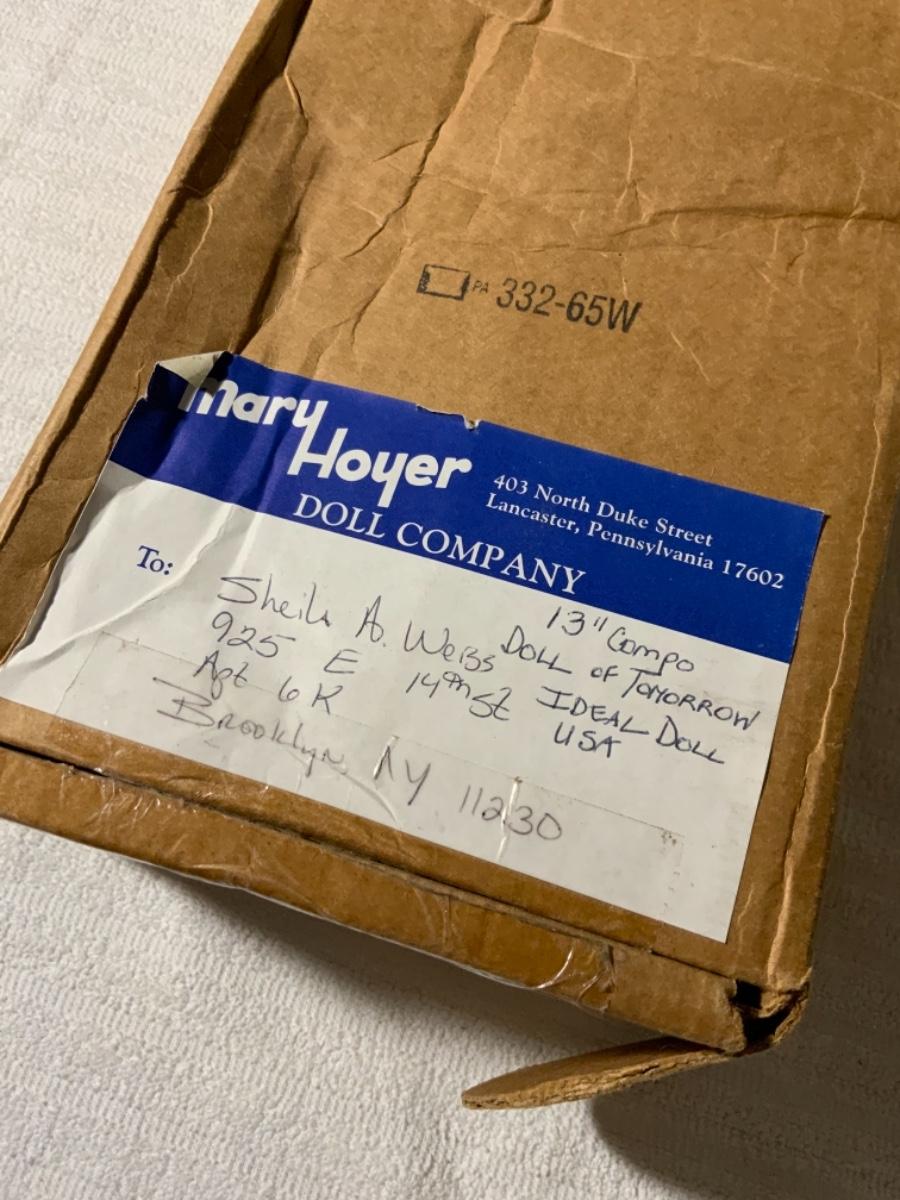 PA 332-65W
Mary
Hoyer
DOLL COMPANY
403 North Duke Street
Lancaster, Pennsylvania 17602
To:
Sheila A. Weiss
925 E 14th St
Apt 6K
Brooklyn NY 11230
13" Compo
DOLL OF TOMORROW
IDEAL DOLL
USA